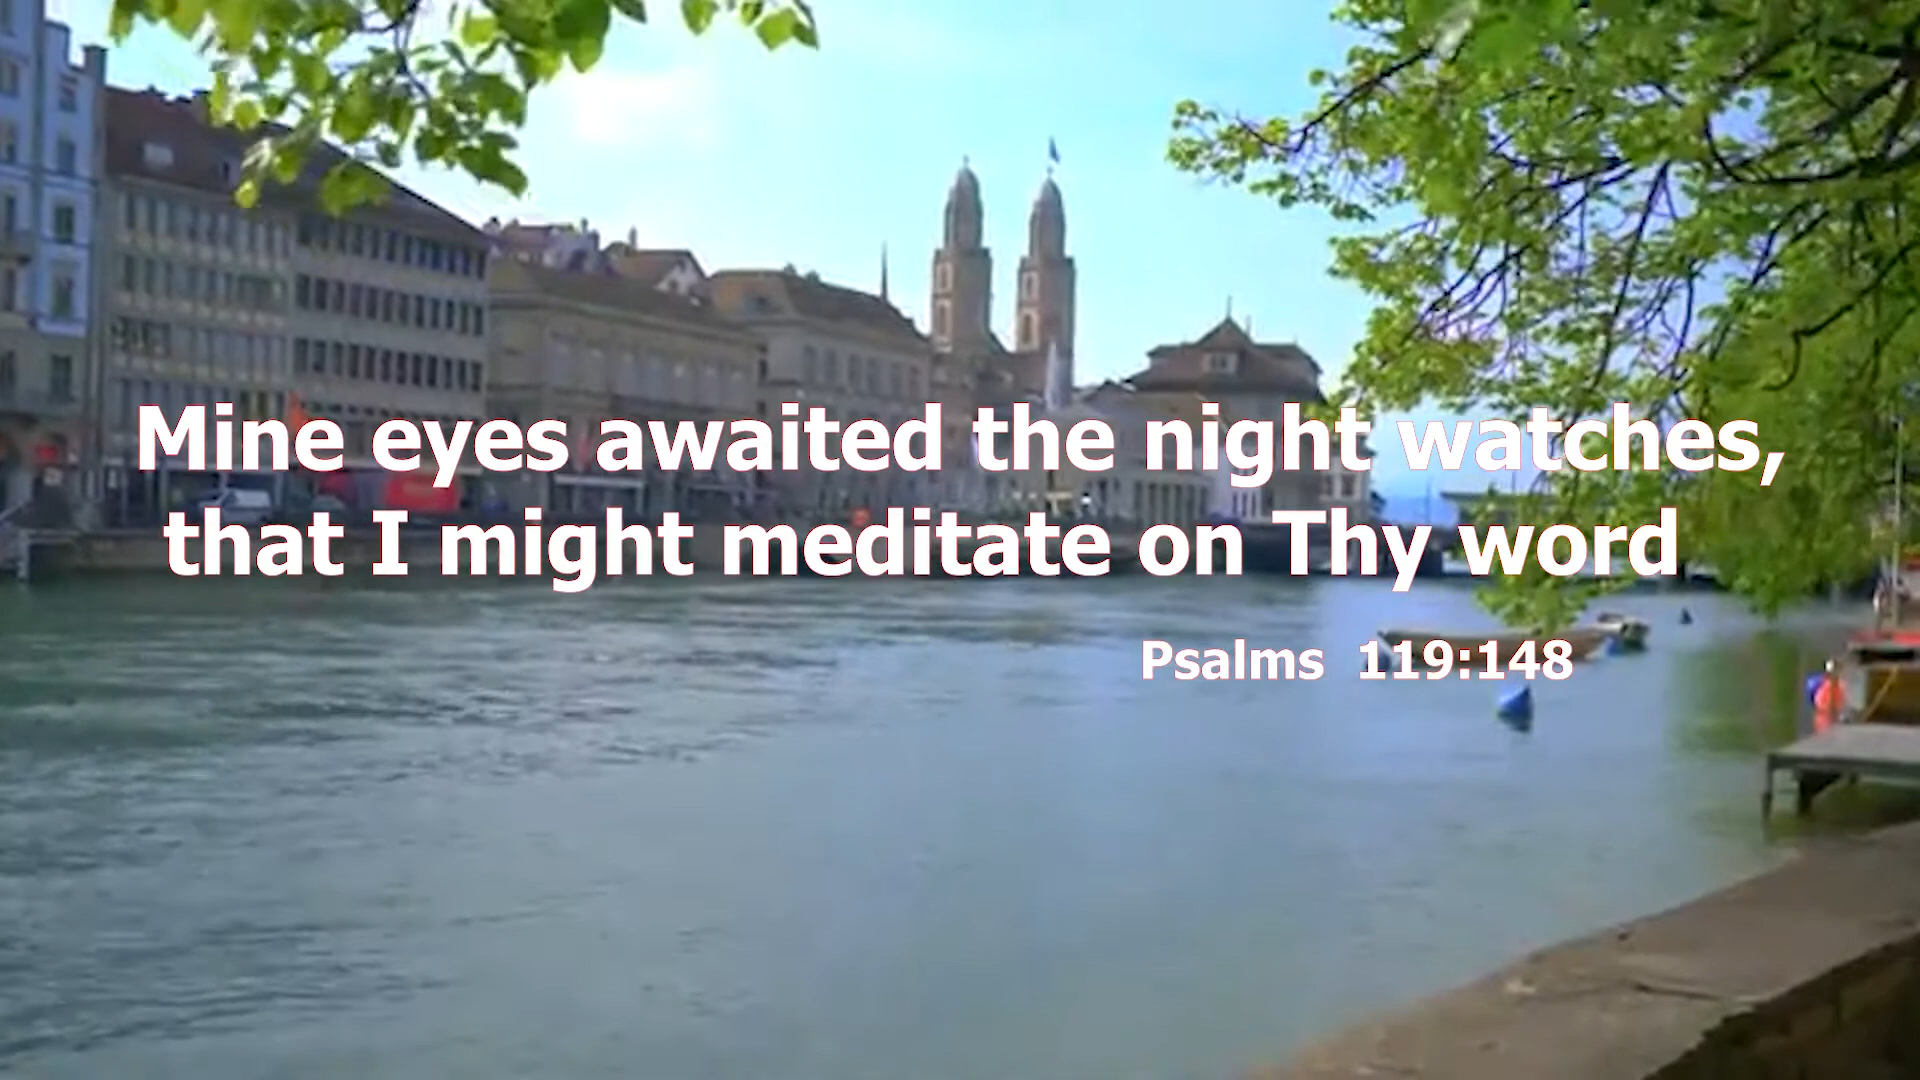 Mine eyes awaited the night watches,
that I might meditate on Thy word
Psalms 119:148